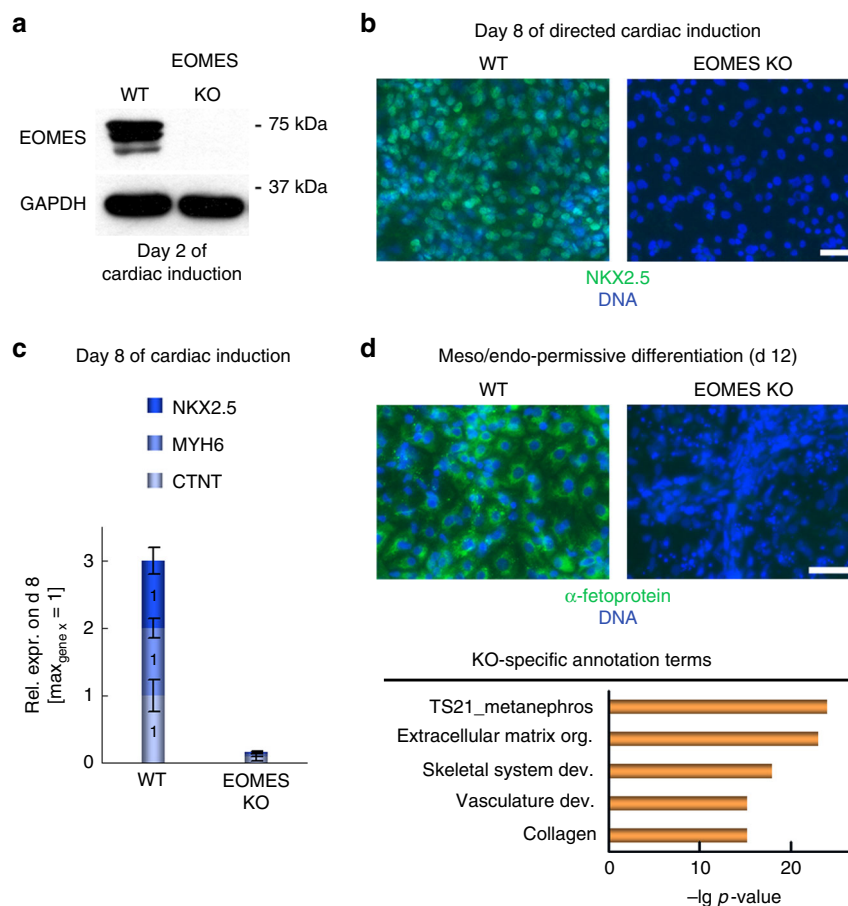 a
EOMES
WT KO
EOMES
- 75 kDa
- 37 kDa
GAPDH
Day 2 of
cardiac induction
b
Day 8 of directed cardiac induction
WT EOMES KO
NKX2.5
DNA
c
Day 8 of cardiac induction
NKX2.5
MYH6
CTNT
Rel. expr. on d 8
[max gene x = 1]
3
2
1
0
1
1
1
WT
EOMES
KO
d
Meso/endo-permissive differentiation (d 12)
WT EOMES KO
α-fetoprotein
DNA
KO-specific annotation terms
TS21_metanephros
Extracellular matrix org.
Skeletal system dev.
Vasculature dev.
Collagen
0 10 20
–lg p-value